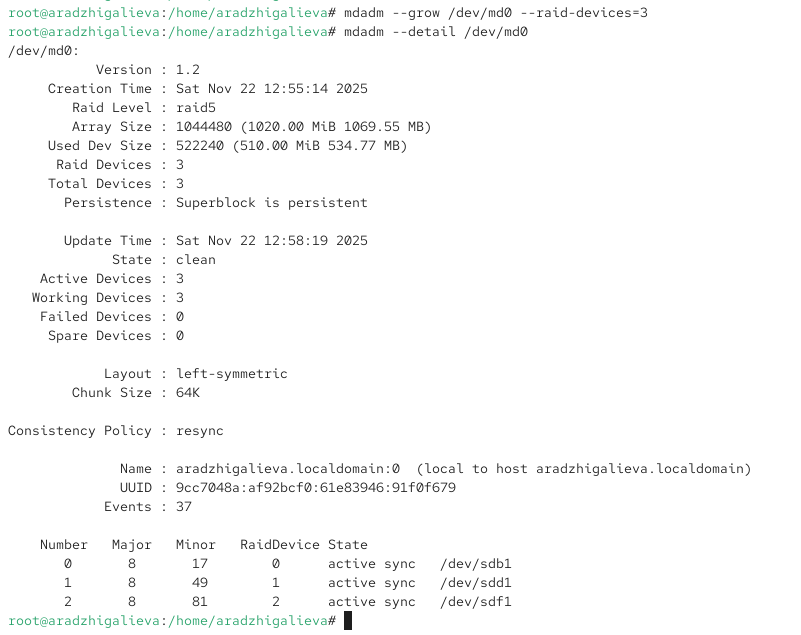 root@aradzhigalieva:/home/aradzhigalieva# mdadm --grow /dev/md0 --raid-devices=3
root@aradzhigalieva:/home/aradzhigalieva# mdadm --detail /dev/md0
/dev/md0:
           Version : 1.2
     Creation Time : Sat Nov 22 12:55:14 2025
        Raid Level : raid5
        Array Size : 1044480 (1020.00 MiB 1069.55 MB)
     Used Dev Size : 522240 (510.00 MiB 534.77 MB)
      Raid Devices : 3
     Total Devices : 3
       Persistence : Superblock is persistent

       Update Time : Sat Nov 22 12:58:19 2025
             State : clean
    Active Devices : 3
   Working Devices : 3
    Failed Devices : 0
     Spare Devices : 0

            Layout : left-symmetric
        Chunk Size : 64K

Consistency Policy : resync

              Name : aradzhigalieva.localdomain:0  (local to host aradzhigalieva.localdomain)
              UUID : 9cc7048a:af92bcf0:61e83946:91f0f679
            Events : 37

    Number   Major   Minor   RaidDevice State
       0       8       17        0      active sync   /dev/sdb1
       1       8       49        1      active sync   /dev/sdd1
       2       8       81        2      active sync   /dev/sdf1
root@aradzhigalieva:/home/aradzhigalieva#